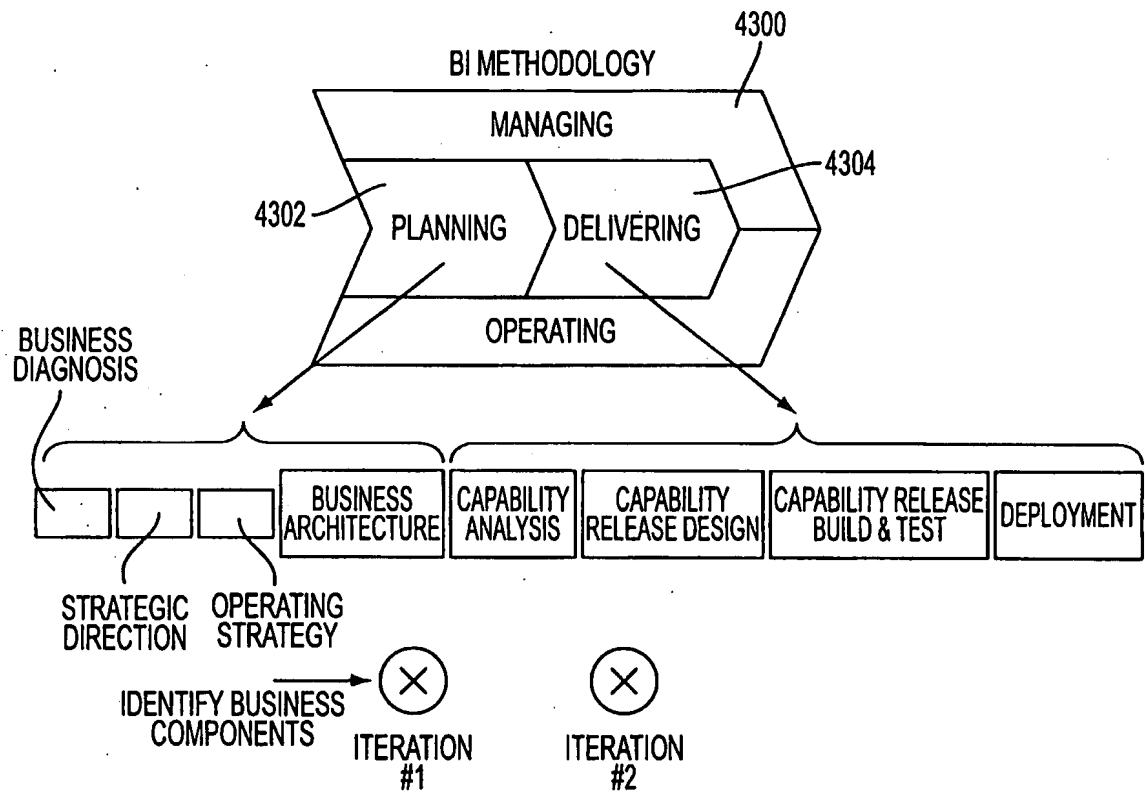 4300
BI METHODOLOGY
MANAGING
4304
4302
PLANNING
DELIVERING
OPERATING
BUSINESS
DIAGNOSIS
BUSINESS
ARCHITECTURE
CAPABILITY
ANALYSIS
CAPABILITY
RELEASE DESIGN
CAPABILITY RELEASE
BUILD & TEST
DEPLOYMENT
STRATEGIC
DIRECTION
OPERATING
STRATEGY
IDENTIFY BUSINESS
COMPONENTS
ITERATION
#1
ITERATION
#2